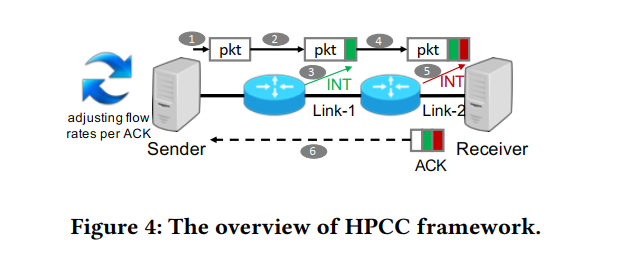 1
pkt
2
pkt
4
pkt
3
INT
5
INT
Link-1
Link-2
adjusting flow
rates per ACK
Sender
6
Receiver
ACK
Figure 4: The overview of HPCC framework.